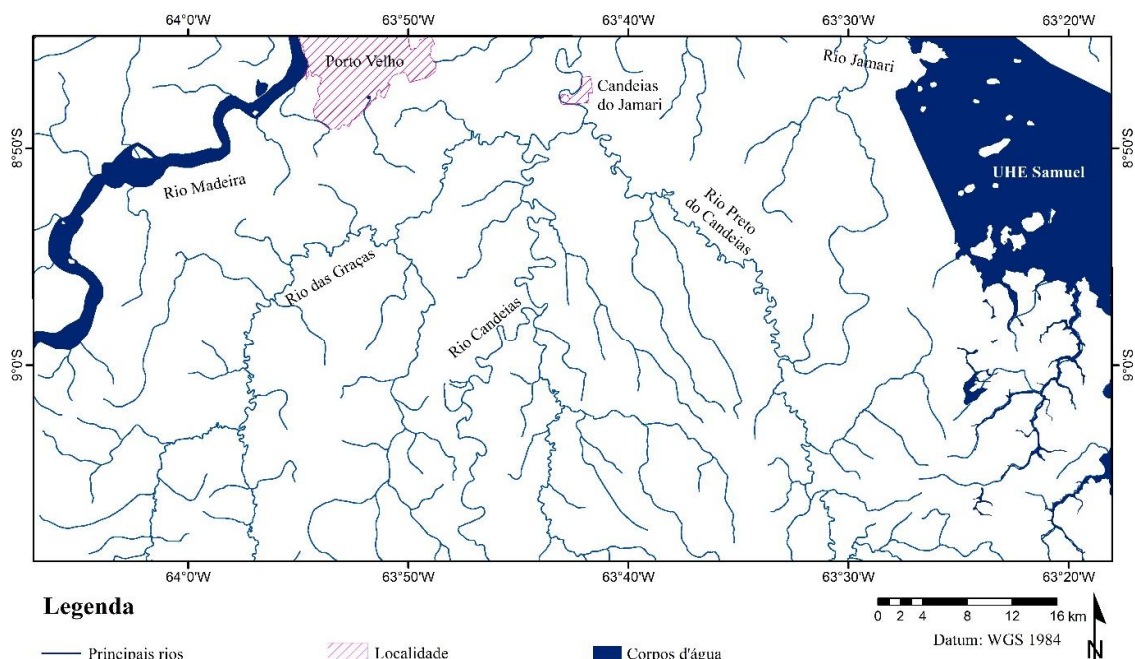 64°0'W 63°50'W 63°40'W 63°30'W 63°20'W
Porto Velho
Rio Jamari
Candeias
do Jamari
8°50'S
8°50'S
UHE Samuel
Rio Madeira
Rio Preto
do Candeias
Rio das Graças
Rio Candeias
9°0'S
9°0'S
64°0'W 63°50'W 63°40'W 63°30'W 63°20'W
Legenda
0 2 4 8 12 16 km
Datum: WGS 1984
N
Principais rios
Localidade
Corpos d'água